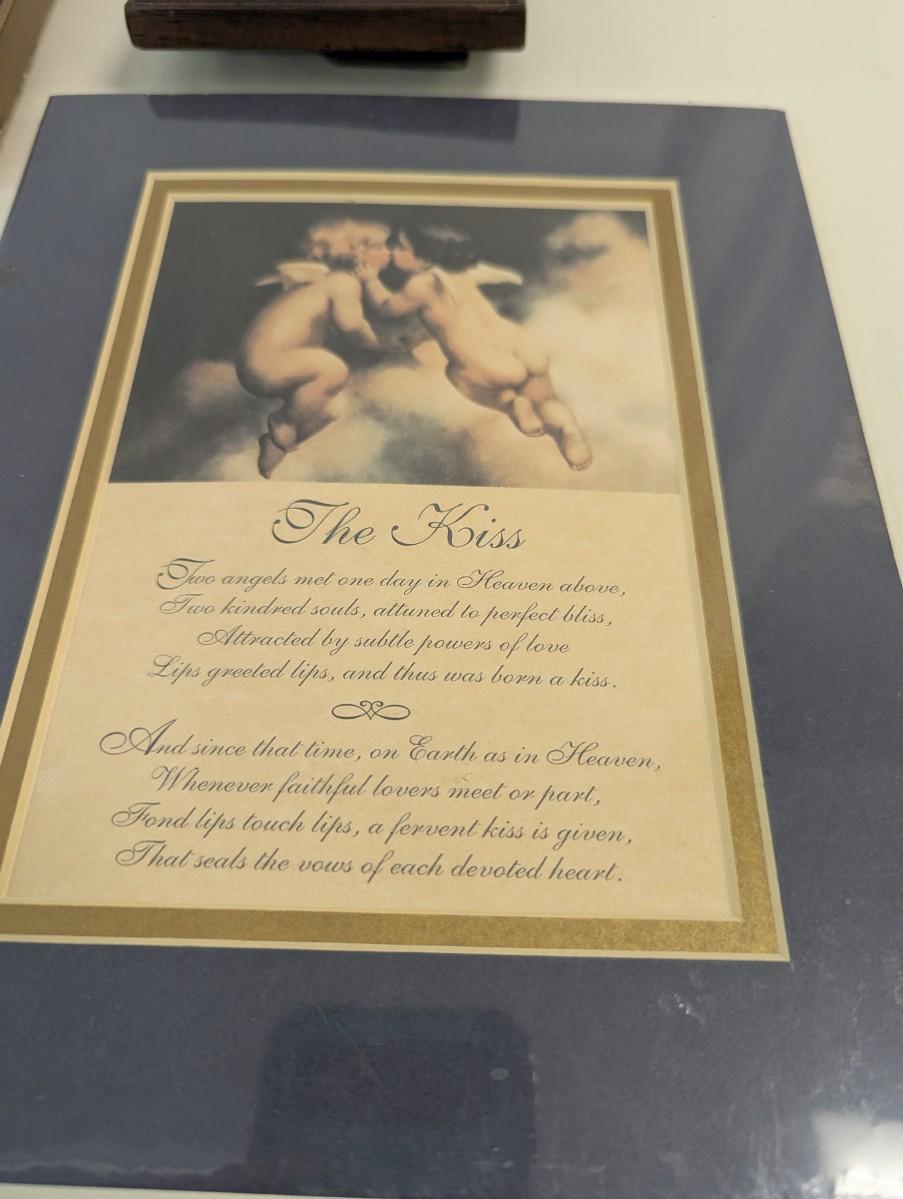 The Kiss
Two angels met one day in Heaven above,
Two kindred souls, attuned to perfect bliss,
Attracted by subtle powers of love
Lips greeted lips, and thus was born a kiss.
And since that time, on Earth as in Heaven,
Whenever faithful lovers meet or part,
Fond lips touch lips, a fervent kiss is given,
That seals the vows of each devoted heart.